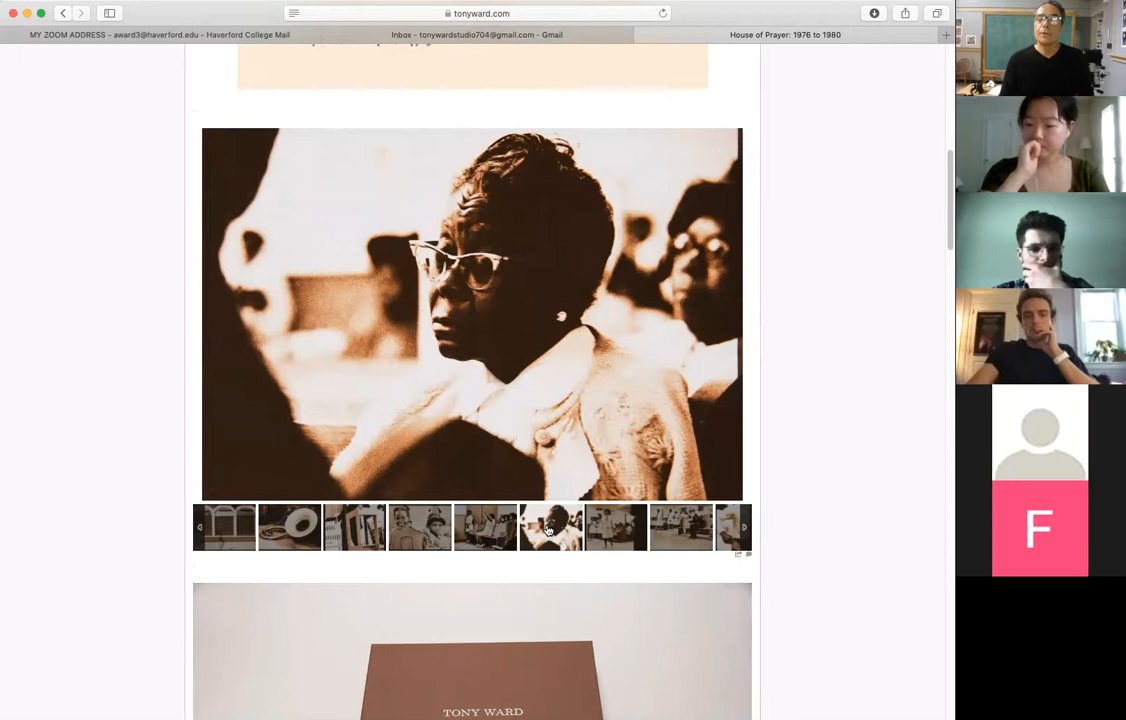 tonyward.com
MY ZOOM ADDRESS - award3@haverford.edu - Haverford College Mail
Inbox - tonywardstudio704@gmail.com - Gmail
House of Prayer: 1976 to 1980
TONY WARD
F